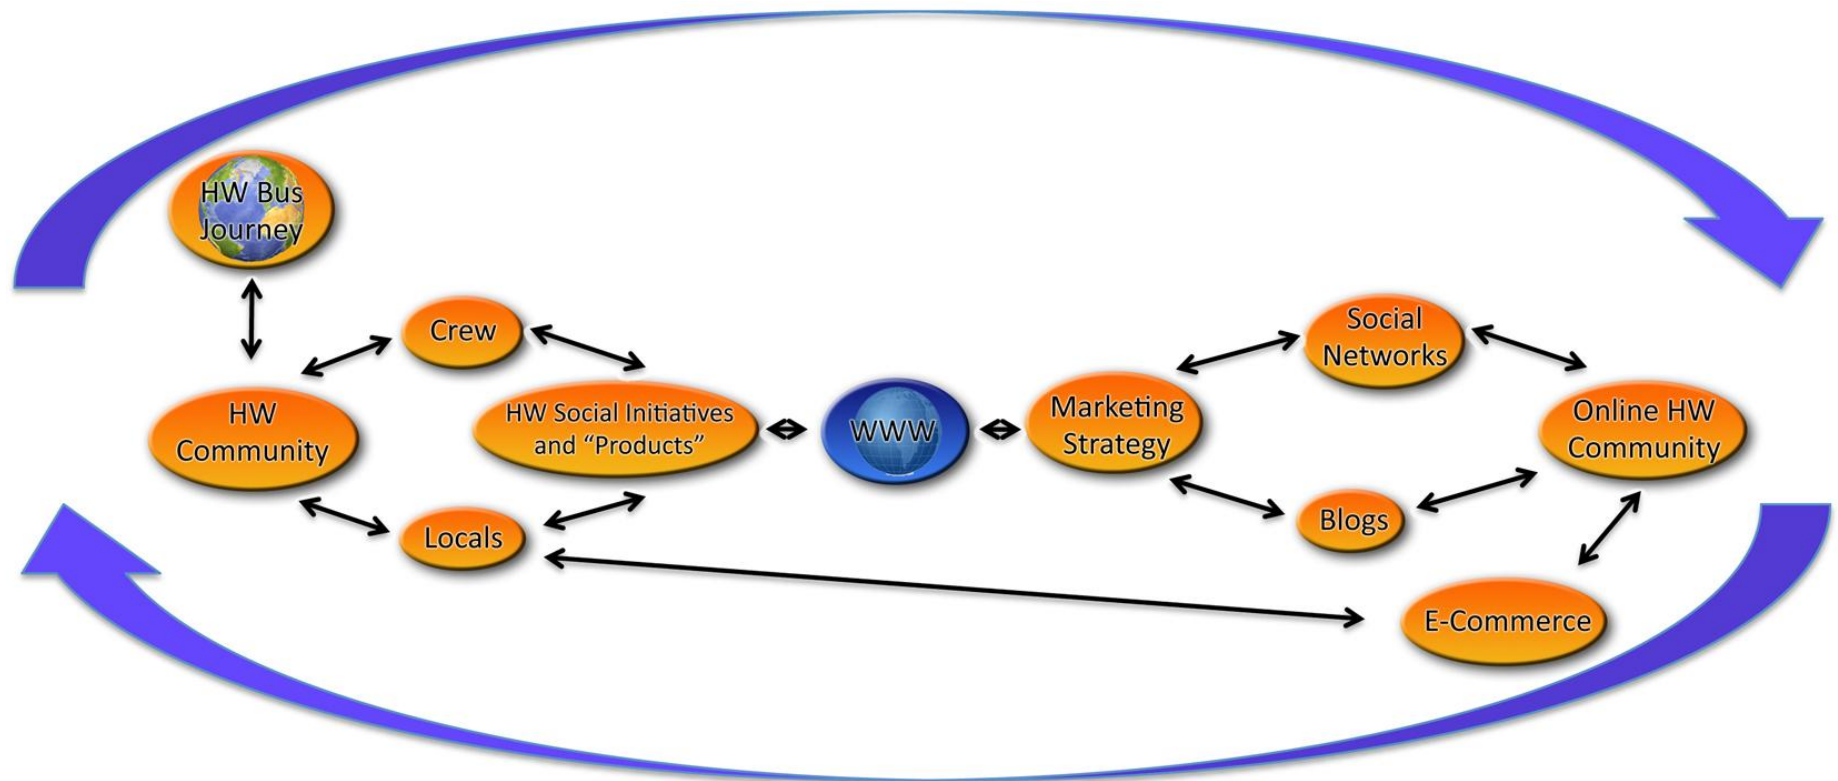 HW Bus
Journey
Crew
Social
Networks
HW
Community
HW Social Initiatives
and “Products”
WWW
Marketing
Strategy
Online HW
Community
Locals
Blogs
E-Commerce